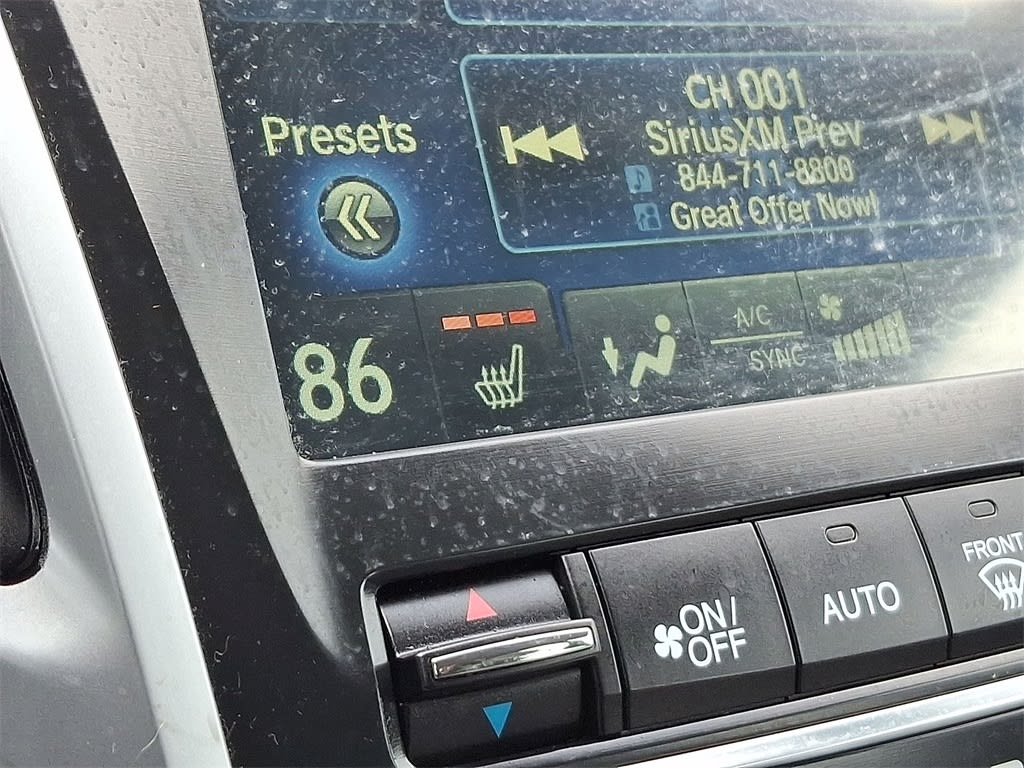 CH 001
Presets
SiriusXM Prev
844-711-8800
Great Offer Now!
86
A/C
SYNC
ON/
OFF
AUTO
FRONT